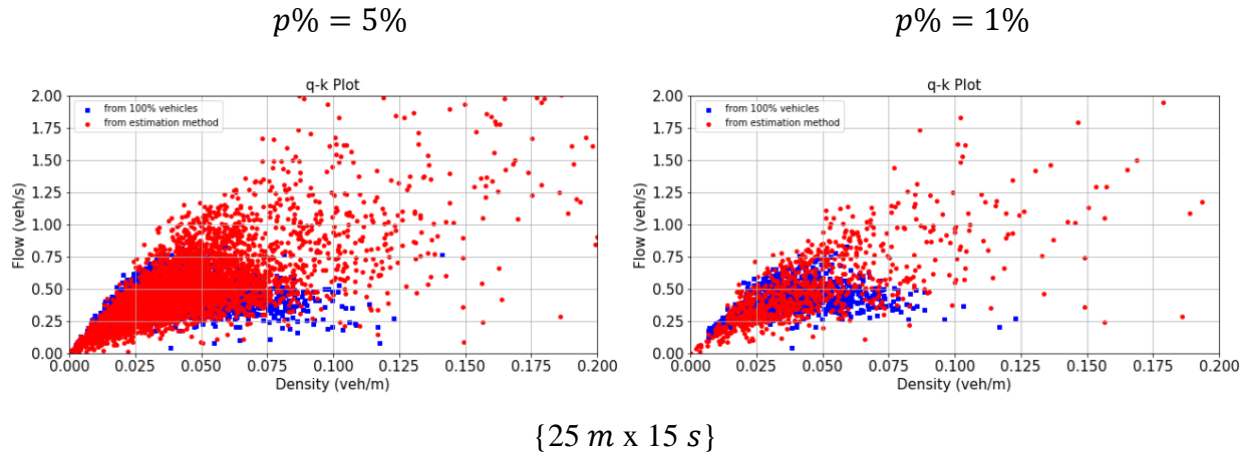 p% = 5%
p% = 1%
q-k Plot
from 100% vehicles
from estimation method
2.00
1.75
1.50
1.25
1.00
0.75
0.50
0.25
0.00
Flow (veh/s)
0.000 0.025 0.050 0.075 0.100 0.125 0.150 0.175 0.200
Density (veh/m)
q-k Plot
from 100% vehicles
from estimation method
2.00
1.75
1.50
1.25
1.00
0.75
0.50
0.25
0.00
Flow (veh/s)
0.000 0.025 0.050 0.075 0.100 0.125 0.150 0.175 0.200
Density (veh/m)
{25 m x 15 s}